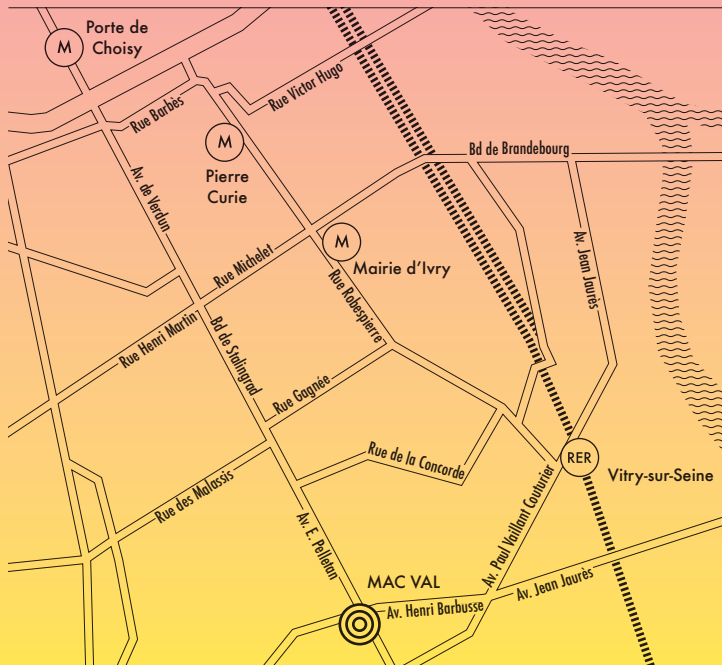 Porte de
Choisy
M
Rue Victor Hugo
Rue Barbès
M
Pierre
Curie
Bd de Brandebourg
Av. de Verdun
M
Mairie d'Ivry
Rue Michelet
Av. Jean Jaurès
Rue Robespierre
Rue Henri Martin
Bd de Stalingrad
Rue Gagnée
Rue de la Concorde
RER
Vitry-sur-Seine
Rue des Malassis
Av. E. Pelletan
Av. Paul Vaillant Couturier
MAC VAL
Av. Henri Barbusse
Av. Jean Jaurès